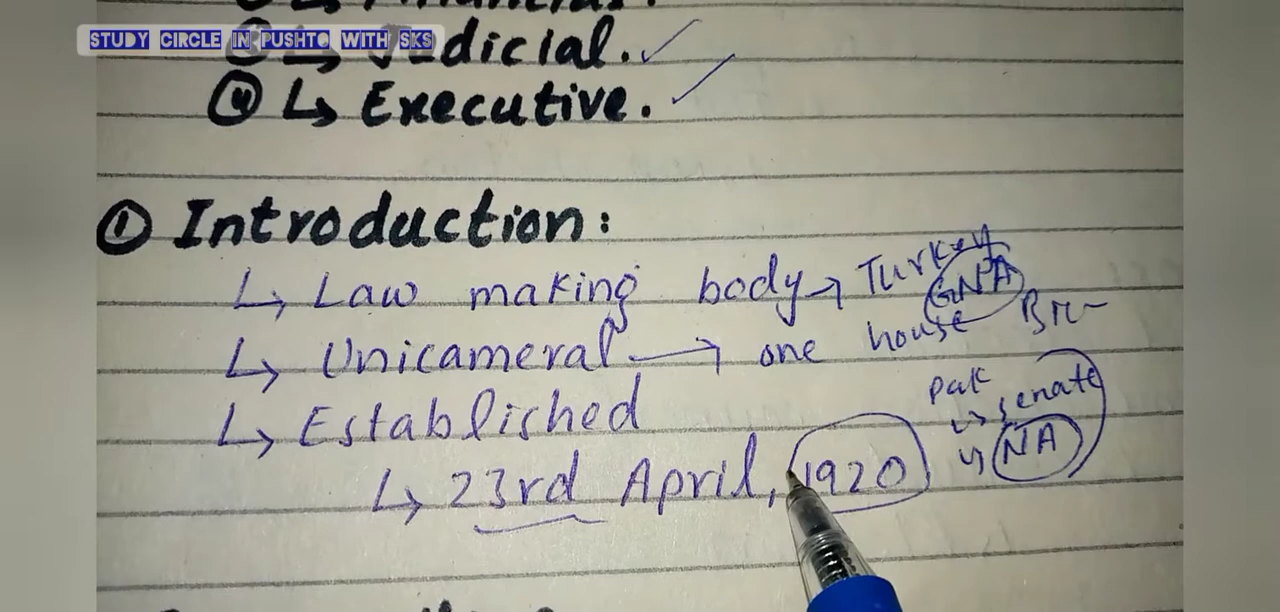 STUDY CIRCLE IN PUSHTO WITH SKS
Judicial.
④ ↳ Executive.
① Introduction:
↳ Law making body → Turkey
GNA
↳ Unicameral → one house
Pak
↳ Senate
↳ NA
↳ Established
↳ 23rd April, 1920